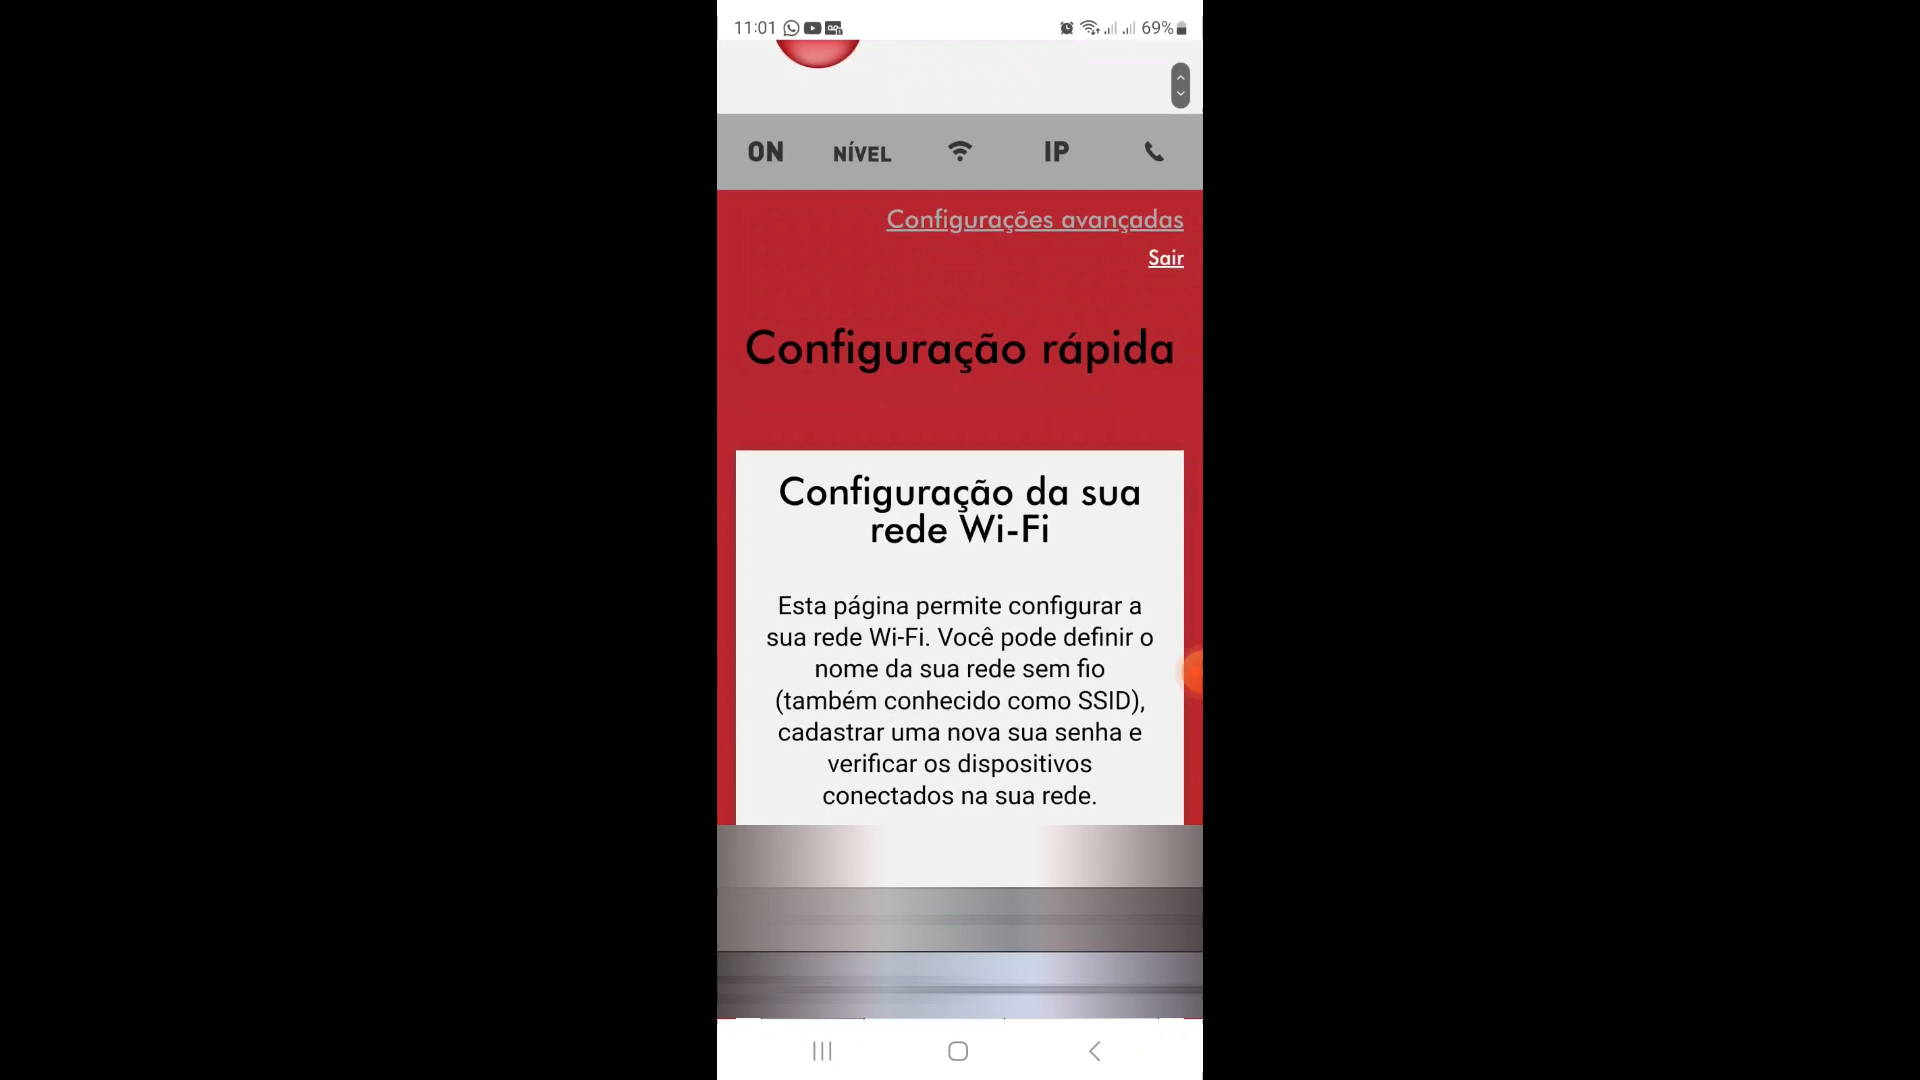 11:01 69%
ON NÍVEL IP
Configurações avançadas
Sair
Configuração rápida
Configuração da sua
rede Wi-Fi
Esta página permite configurar a
sua rede Wi-Fi. Você pode definir o
nome da sua rede sem fio
(também conhecido como SSID),
cadastrar uma nova sua senha e
verificar os dispositivos
conectados na sua rede.